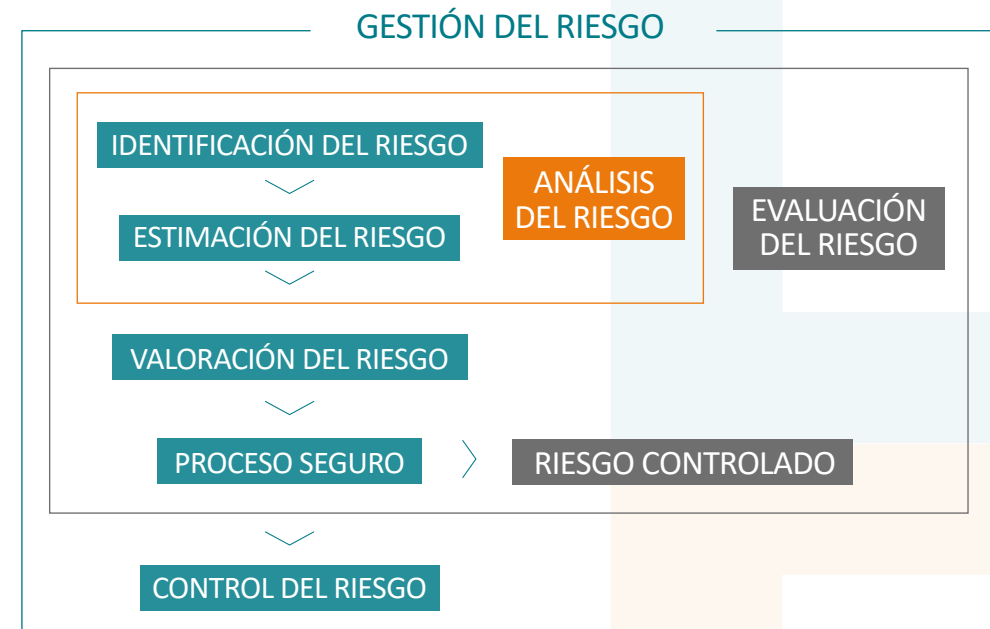 GESTIÓN DEL RIESGO
IDENTIFICACIÓN DEL RIESGO
ANÁLISIS
DEL RIESGO
ESTIMACIÓN DEL RIESGO
EVALUACIÓN
DEL RIESGO
VALORACIÓN DEL RIESGO
PROCESO SEGURO
RIESGO CONTROLADO
CONTROL DEL RIESGO